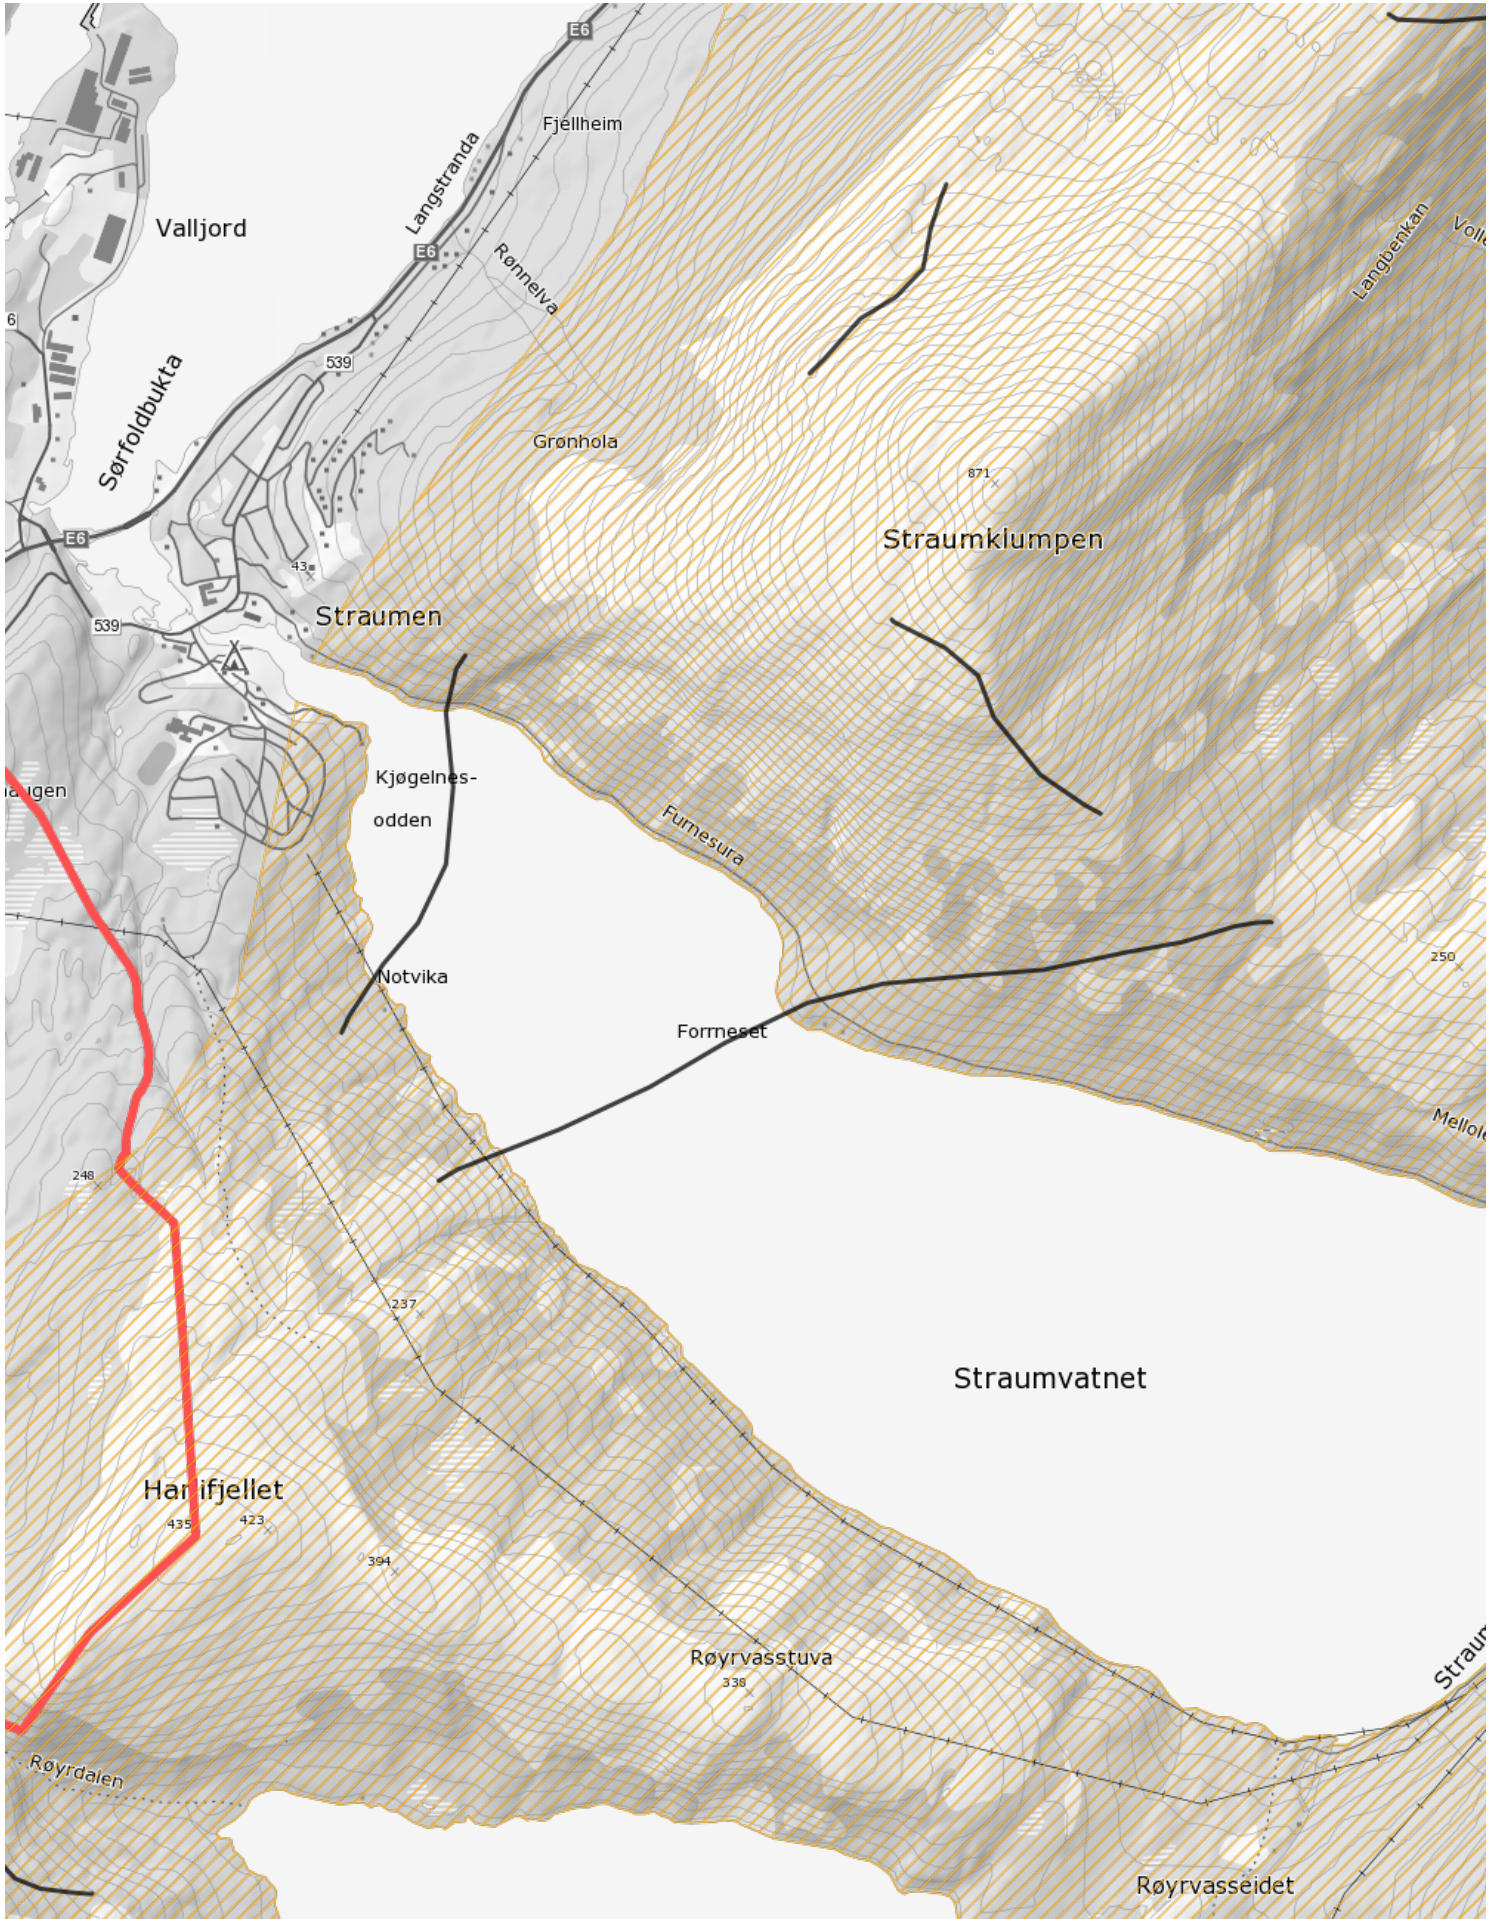 E6
Fjellheim
Langstranda
Valljord
E6
Rønnelva
6
539
Sørfoldbukta
Grønhola
871
Straumklumpen
Langbenkan
E6
43
Straumen
539
Kjøgelnes-
odden
Furnesura
Notvika
250
Forrneset
248
237
Straumvatnet
435
423
394
Røyrvasstuva
338
Røyrdalen
Røyrvasseidet